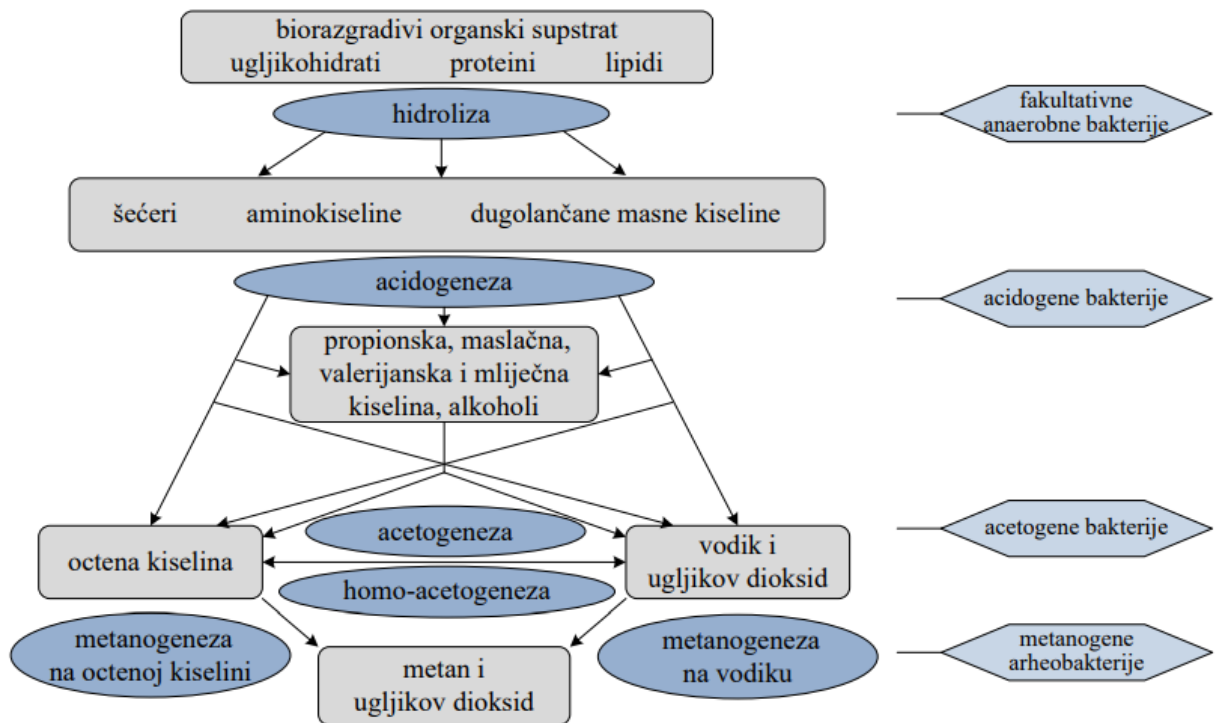 biorazgradivi organski supstrat
ugljikohidrati proteini lipidi
hidroliza
fakultativne
anaerobne bakterije
šećeri aminokiseline dugolančane masne kiseline
acidogeneza
acidogene bakterije
propionska, maslačna,
valerijanska i mliječna
kiselina, alkoholi
acetogeneza
acetogene bakterije
octena kiselina
vodik i
ugljikov dioksid
homo-acetogeneza
metanogeneza
na octenoj kiselini
metan i
ugljikov dioksid
metanogeneza
na vodiku
metanogene
arheobakterije